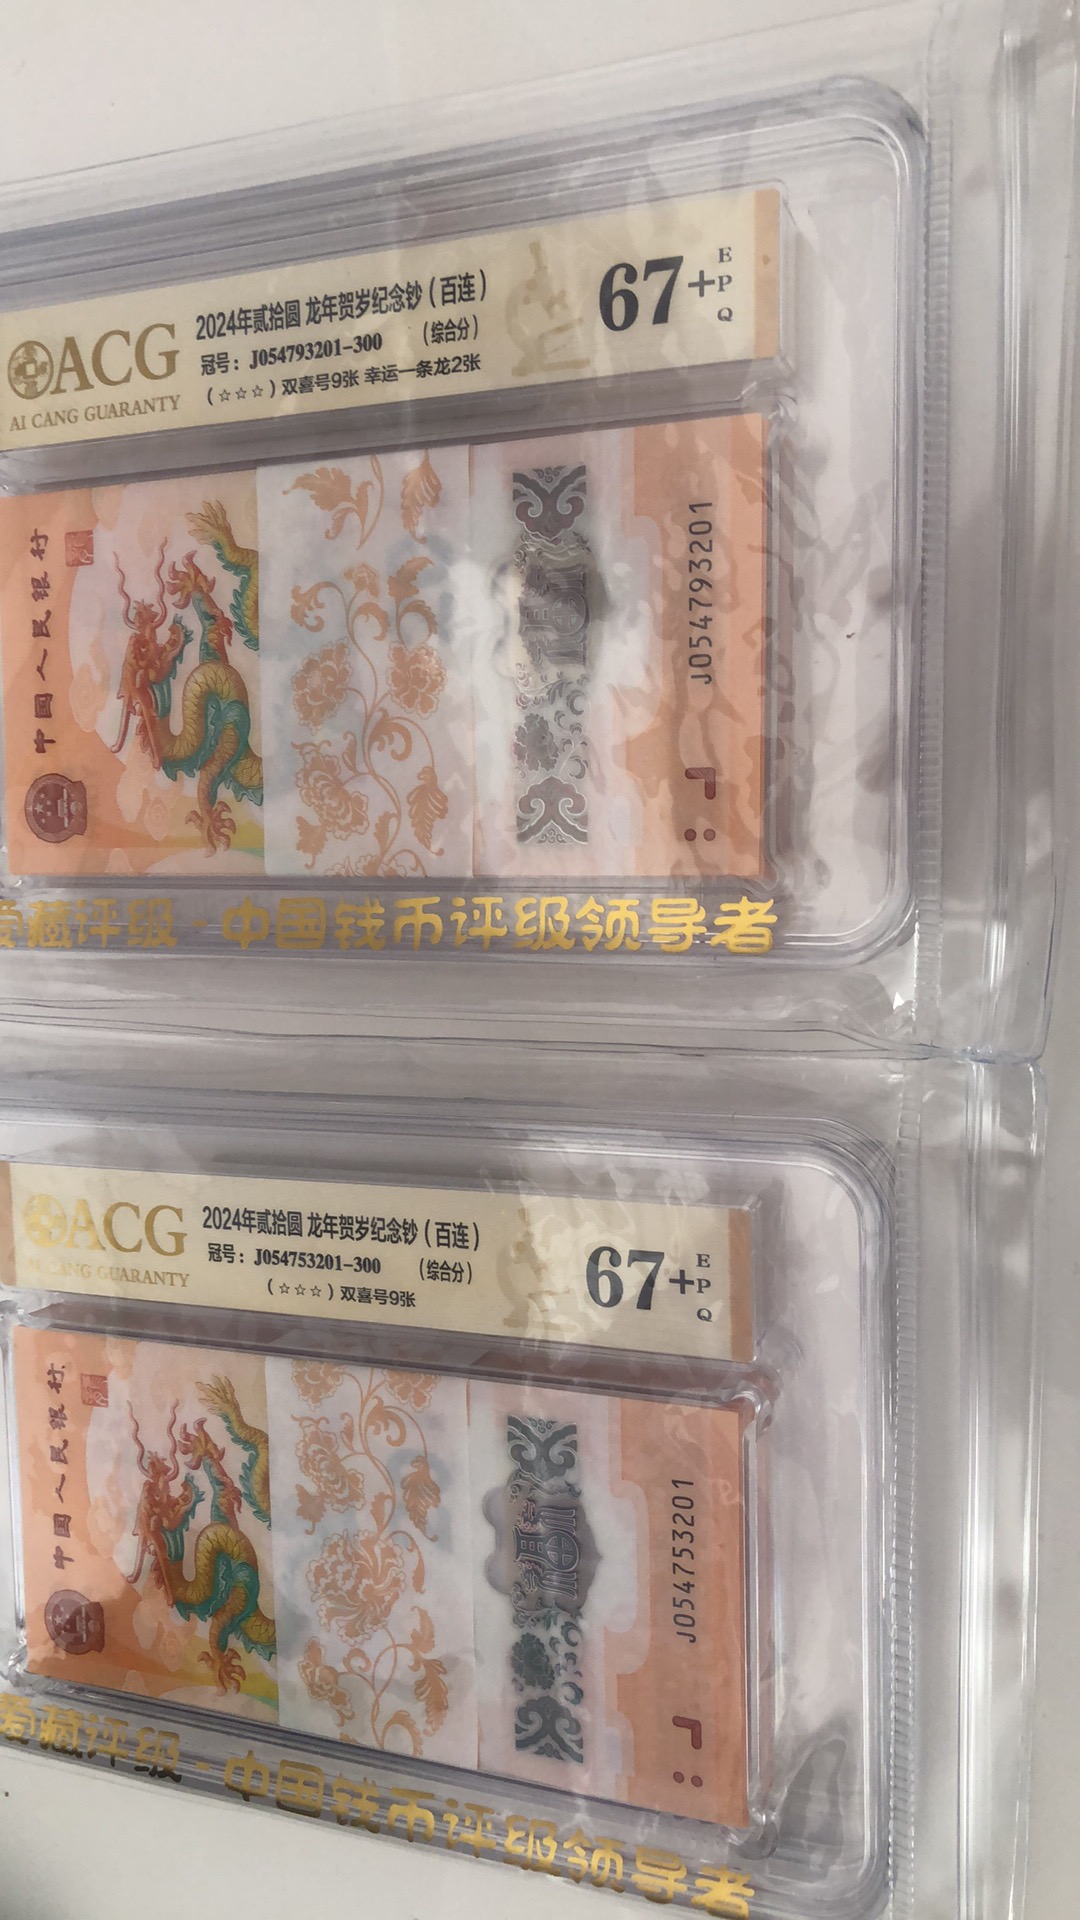 ACG
AI CANG GUARANTY
2024年贰拾圆 龙年贺岁纪念钞(百连)
冠号: J054793201-300 (综合分)
(☆☆☆)双喜号9张 幸运一条龙2张
67+
E
P
Q
中国人民银行
J054793201
爱藏评级-中国钱币评级领导者
ACG
AI CANG GUARANTY
2024年贰拾圆 龙年贺岁纪念钞(百连)
冠号: J054753201-300 (综合分)
(☆☆☆)双喜号9张
67+
E
P
Q
中国人民银行
J054753201
爱藏评级-中国钱币评级领导者